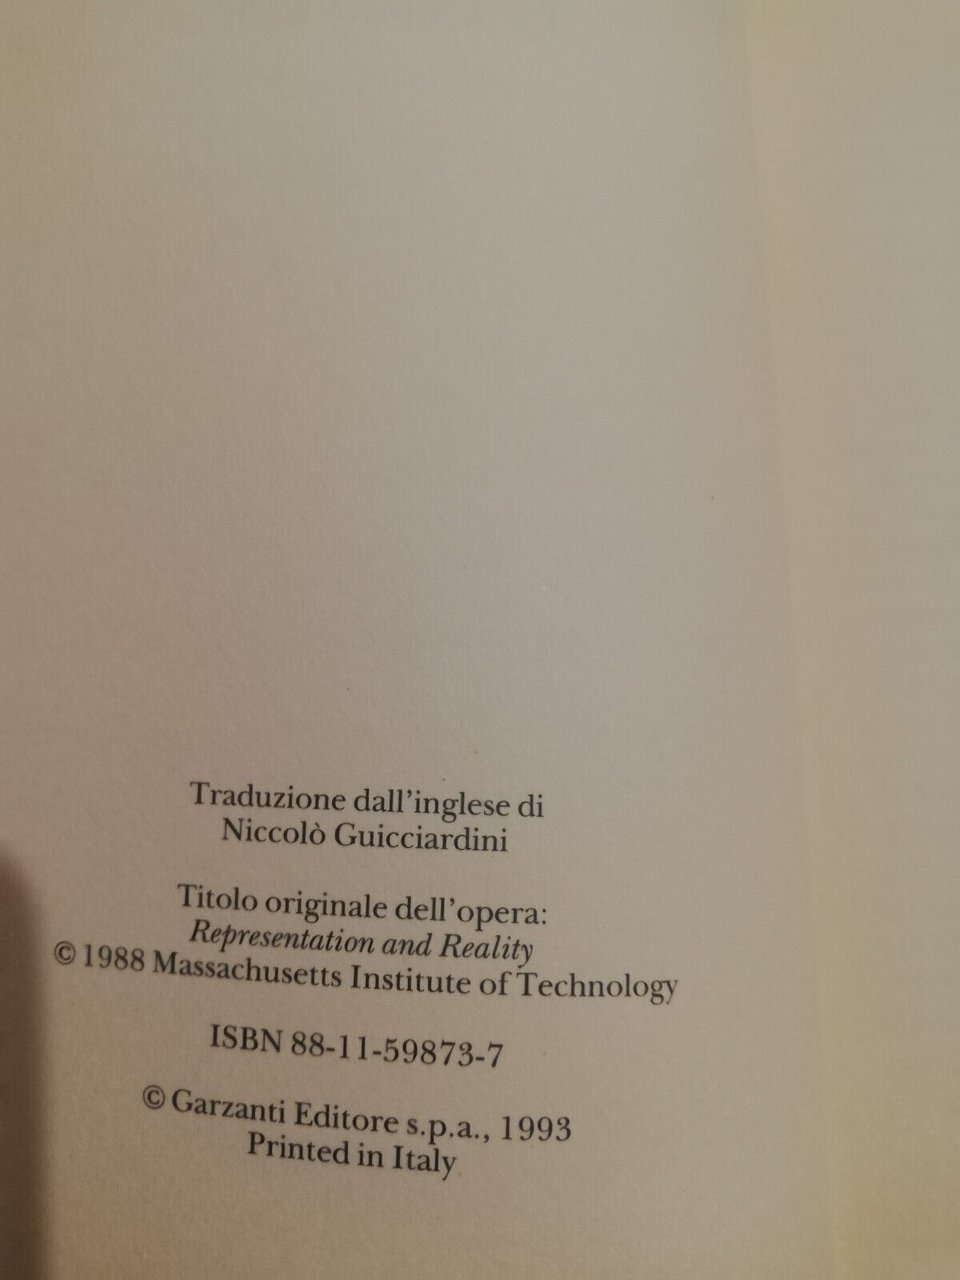 Traduzione dall'inglese di
Niccolò Guicciardini
Titolo originale dell'opera:
Representation and Reality
© 1988 Massachusetts Institute of Technology
ISBN 88-11-59873-7
© Garzanti Editore s.p.a., 1993
Printed in Italy